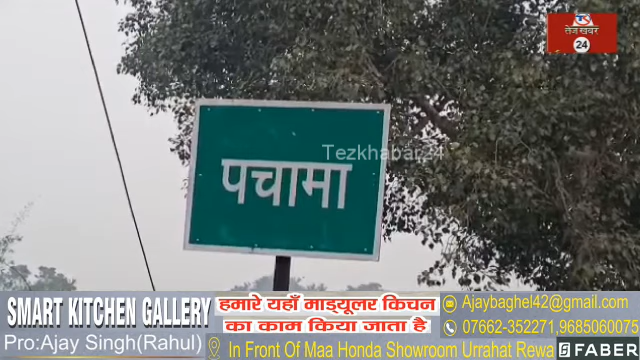 तेज खबर
24
Tezkhabar24
पचामा
SMART KITCHEN GALLERY
Pro:Ajay Singh(Rahul)
हमारे यहाँ माड्यूलर किचन
का काम किया जाता है
Ajaybaghel42@gmail.com
07662-352271,9685060075
In Front Of Maa Honda Showroom Urrahat Rewa
FABER